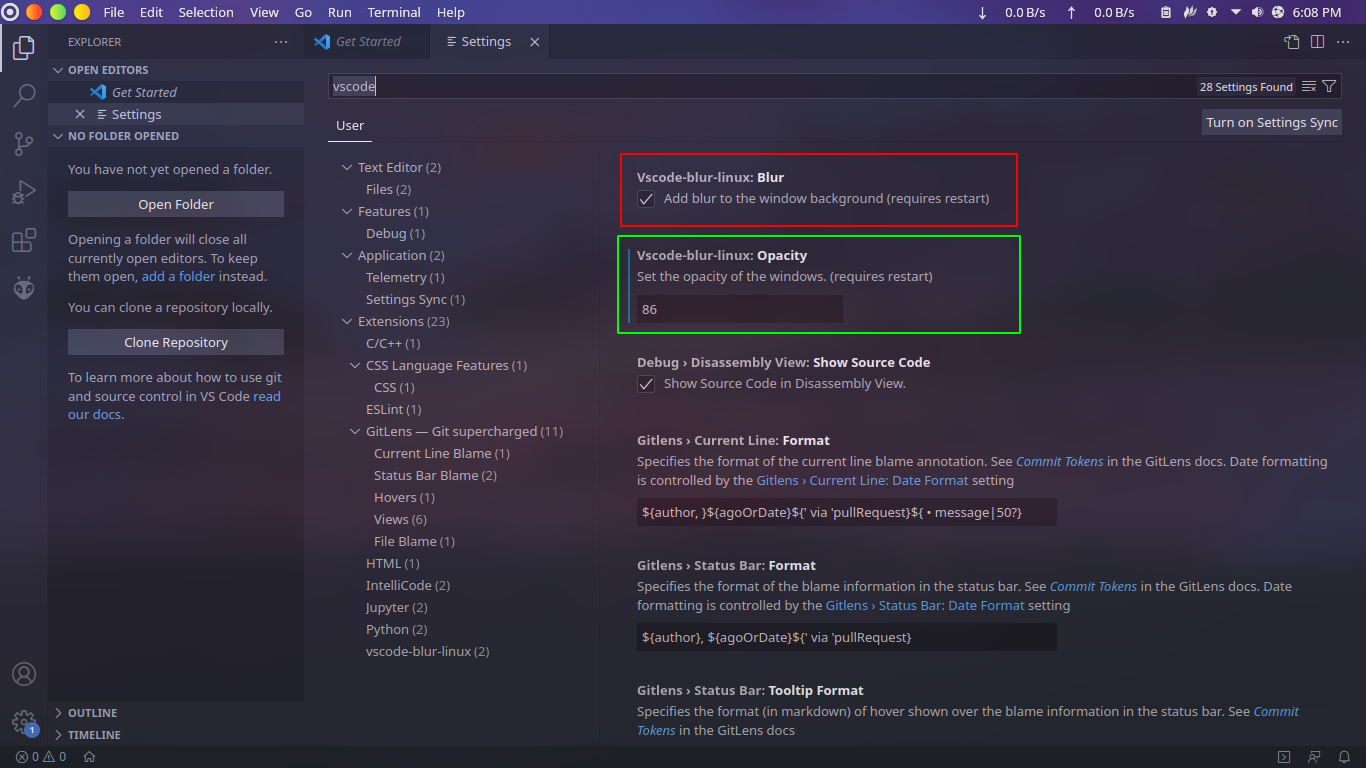 File Edit Selection View Go Run Terminal Help
↓ 0.0 B/s ↑ 0.0 B/s 6:08 PM
EXPLORER
Get Started
Settings
OPEN EDITORS
Get Started
Settings
NO FOLDER OPENED
You have not yet opened a folder.
Open Folder
Opening a folder will close all
currently open editors. To keep
them open, add a folder instead.
You can clone a repository locally.
Clone Repository
To learn more about how to use git
and source control in VS Code read
our docs.
OUTLINE
TIMELINE
1
0 0
vscode
28 Settings Found
User
Turn on Settings Sync
Text Editor (2)
Files (2)
Features (1)
Debug (1)
Application (2)
Telemetry (1)
Settings Sync (1)
Extensions (23)
C/C++ (1)
CSS Language Features (1)
CSS (1)
ESLint (1)
GitLens — Git supercharged (11)
Current Line Blame (1)
Status Bar Blame (2)
Hovers (1)
Views (6)
File Blame (1)
HTML (1)
IntelliCode (2)
Jupyter (2)
Python (2)
vscode-blur-linux (2)
Vscode-blur-linux: Blur
Add blur to the window background (requires restart)
Vscode-blur-linux: Opacity
Set the opacity of the windows. (requires restart)
86
Debug › Disassembly View: Show Source Code
Show Source Code in Disassembly View.
Gitlens › Current Line: Format
Specifies the format of the current line blame annotation. See Commit Tokens in the GitLens docs. Date formatting
is controlled by the Gitlens › Current Line: Date Format setting
${author, }${agoOrDate}${' via 'pullRequest}${ • message|50?}
Gitlens › Status Bar: Format
Specifies the format of the blame information in the status bar. See Commit Tokens in the GitLens docs. Date
formatting is controlled by the Gitlens › Status Bar: Date Format setting
${author}, ${agoOrDate}${' via 'pullRequest}
Gitlens › Status Bar: Tooltip Format
Specifies the format (in markdown) of hover shown over the blame information in the status bar. See Commit
Tokens in the GitLens docs